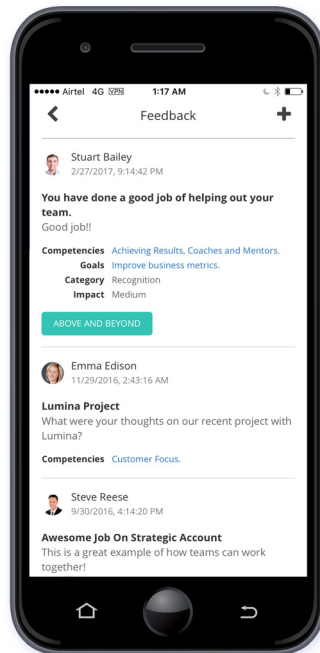 ●●●●● Airtel 4G VPN 1:17 AM
Feedback
Stuart Bailey
2/27/2017, 9:14:42 PM
You have done a good job of helping out your
team.
Good job!!
Competencies Achieving Results, Coaches and Mentors.
Goals Improve business metrics.
Category Recognition
Impact Medium
ABOVE AND BEYOND
Emma Edison
11/29/2016, 2:43:16 AM
Lumina Project
What were your thoughts on our recent project with
Lumina?
Competencies Customer Focus.
Steve Reese
9/30/2016, 4:14:20 PM
Awesome Job On Strategic Account
This is a great example of how teams can work
together!